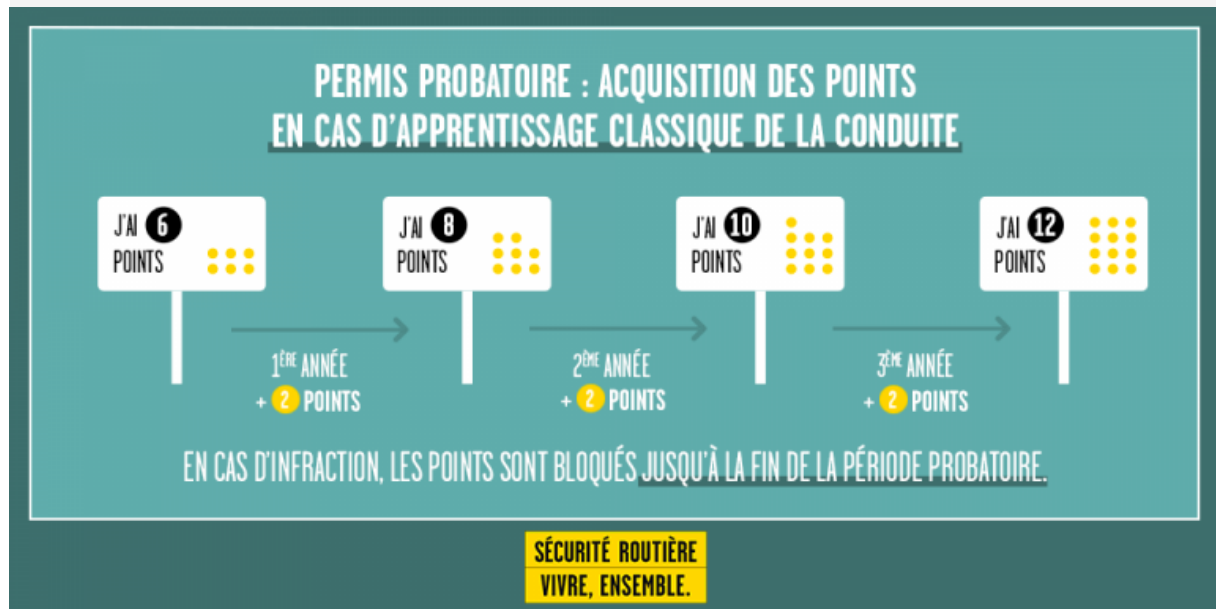 PERMIS PROBATOIRE : ACQUISITION DES POINTS
EN CAS D'APPRENTISSAGE CLASSIQUE DE LA CONDUITE
J'AI 6
POINTS
J'AI 8
POINTS
J'AI 10
POINTS
J'AI 12
POINTS
1ÈRE ANNÉE
+ 2 POINTS
2ÈME ANNÉE
+ 2 POINTS
3ÈME ANNÉE
+ 2 POINTS
EN CAS D'INFRACTION, LES POINTS SONT BLOQUÉS JUSQU'À LA FIN DE LA PÉRIODE PROBATOIRE.
SÉCURITÉ ROUTIÈRE
VIVRE, ENSEMBLE.